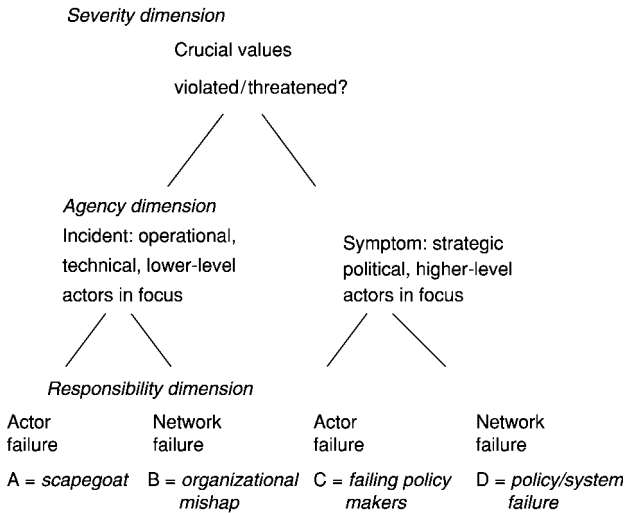 Severity dimension
Crucial values
violated/threatened?
Agency dimension
Incident: operational,
technical, lower-level
actors in focus
Symptom: strategic
political, higher-level
actors in focus
Responsibility dimension
Actor
failure
Network
failure
Actor
failure
Network
failure
A = scapegoat
B = organizational
mishap
C = failing policy
makers
D = policy/system
failure